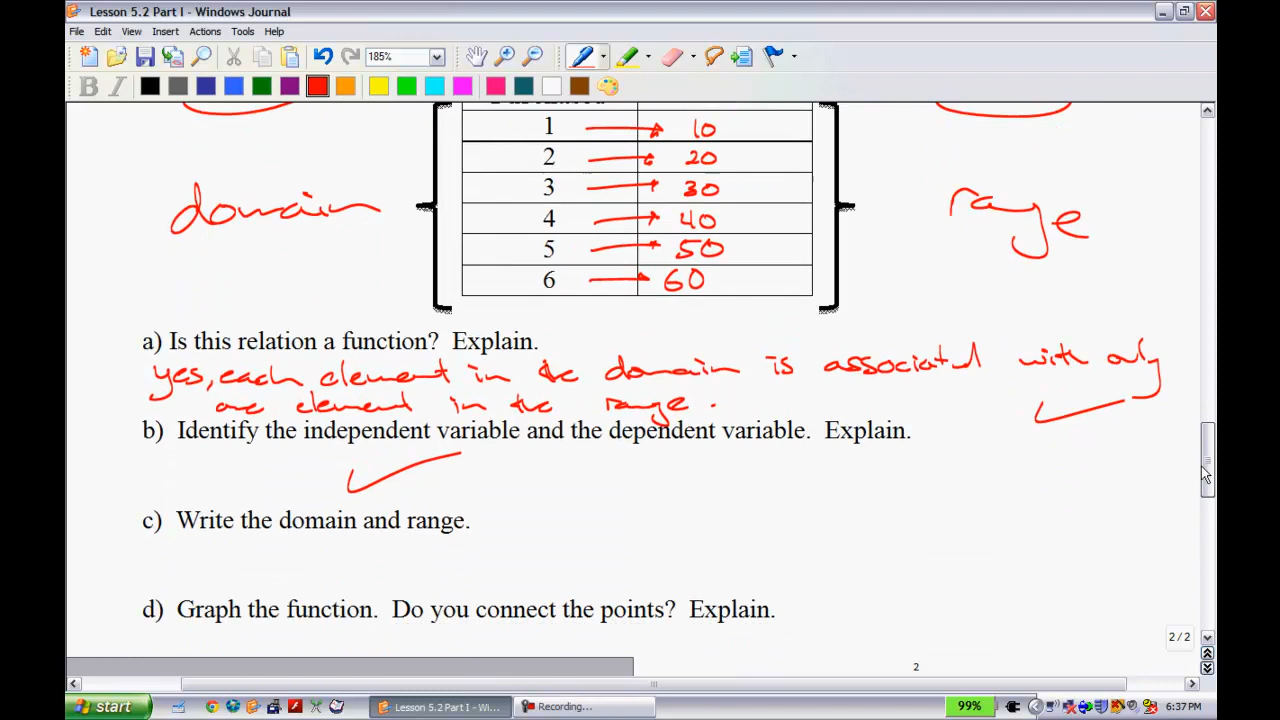 Lesson 5.2 Part I - Windows Journal
File Edit View Insert Actions Tools Help
185%
B I
1 10
2 20
3 30
4 40
5 50
6 60
domain
range
a) Is this relation a function? Explain.
yes, each element in the domain is associated with only
one element in the range.
b) Identify the independent variable and the dependent variable. Explain.
c) Write the domain and range.
d) Graph the function. Do you connect the points? Explain.
2 / 2
2
start
Lesson 5.2 Part I - Wi...
Recording...
99%
6:37 PM